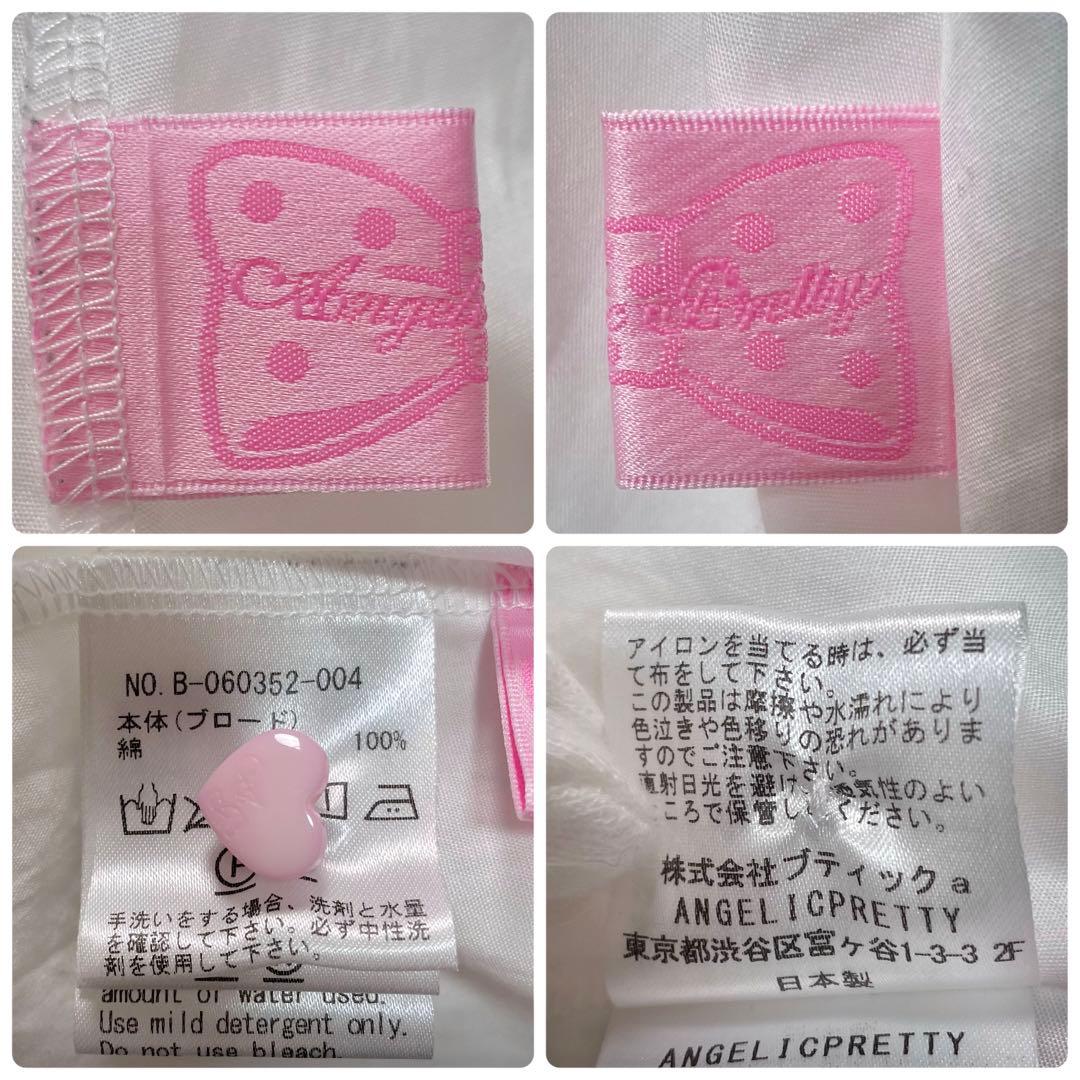 Angel
Pretty
NO. B-060352-004
本体(ブロード)
綿 100%
手洗いをする場合、洗剤と水量
を確認して下さい。必ず中性洗
剤を使用して下さい。
amount of water used.
Use mild detergent only.
Do not use bleach.
アイロンを当てる時は、必ず当
て布をして下さい。
この製品は摩擦や水濡れにより
色泣きや色移りの恐れがありま
すのでご注意下さい。
直射日光を避け、 気性のよい
ころで保管し ください。
株式会社ブティックa
ANGELICPRETTY
東京都渋谷区富ヶ谷1-3-3 2F
日本製
ANGELICPRETTY